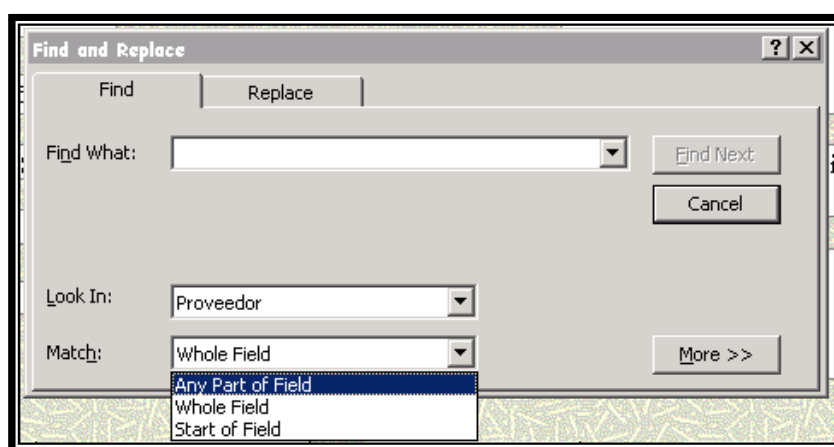 Find and Replace
Find Replace
Find What: Find Next
Cancel
Look In: Proveedor
Match: Whole Field More >>
Any Part of Field
Whole Field
Start of Field